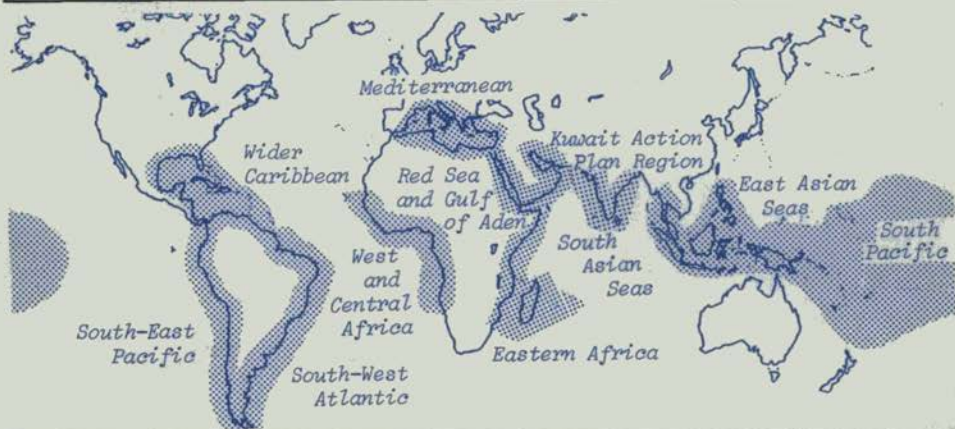 Mediterranean
Wider
Caribbean
Kuwait Action
Plan Region
Red Sea
and Gulf
of Aden
East Asian
Seas
South
Pacific
West
and
Central
Africa
South
Asian
Seas
South-East
Pacific
Eastern Africa
South-West
Atlantic